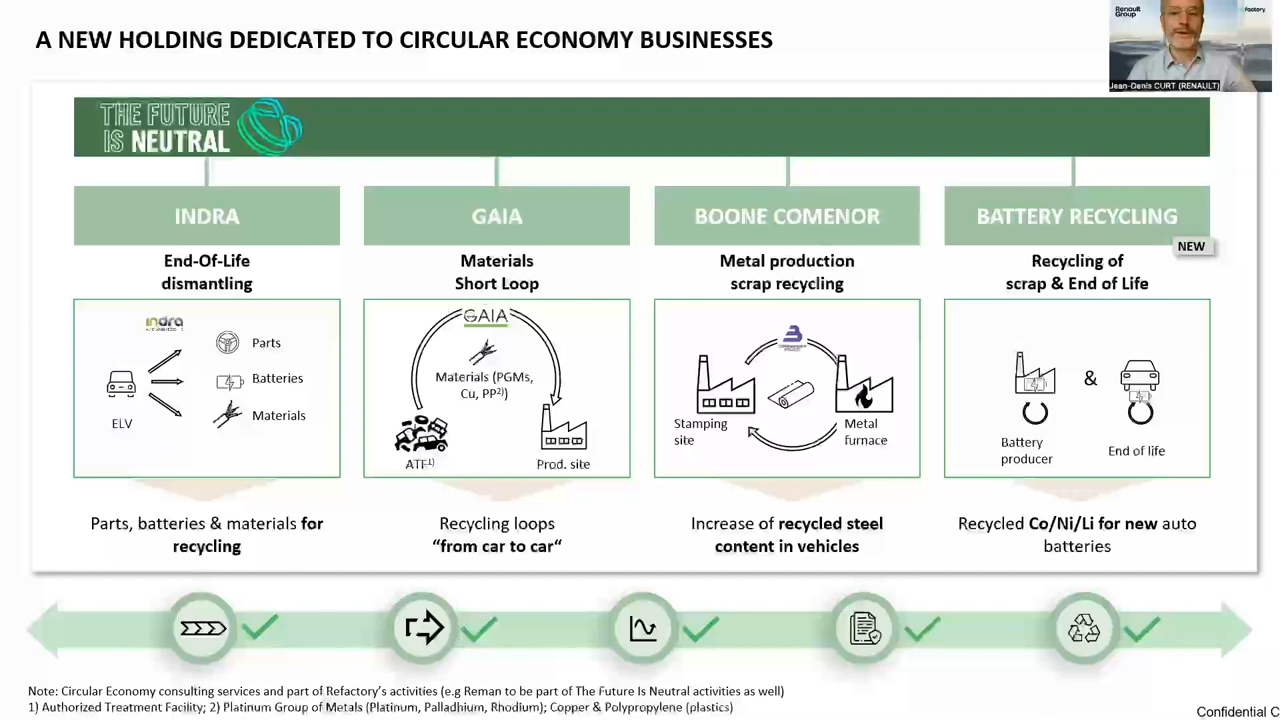 A NEW HOLDING DEDICATED TO CIRCULAR ECONOMY BUSINESSES
Renault
Group
factory
Jean-Denis CURT (RENAULT)
THE FUTURE
IS NEUTRAL
INDRA
GAIA
BOONE COMENOR
BATTERY RECYCLING
NEW
End-Of-Life
dismantling
Materials
Short Loop
Metal production
scrap recycling
Recycling of
scrap & End of Life
indra
Parts
Batteries
Materials
ELV
GAIA
Materials (PGMs,
Cu, PP2))
ATF1)
Prod. site
Stamping
site
Metal
furnace
&
Battery
producer
End of life
Parts, batteries & materials for
recycling
Recycling loops
“from car to car“
Increase of recycled steel
content in vehicles
Recycled Co/Ni/Li for new auto
batteries
Note: Circular Economy consulting services and part of Refactory’s activities (e.g Reman to be part of The Future Is Neutral activities as well)
1) Authorized Treatment Facility; 2) Platinum Group of Metals (Platinum, Palladhium, Rhodium); Copper & Polypropylene (plastics)
Confidential C